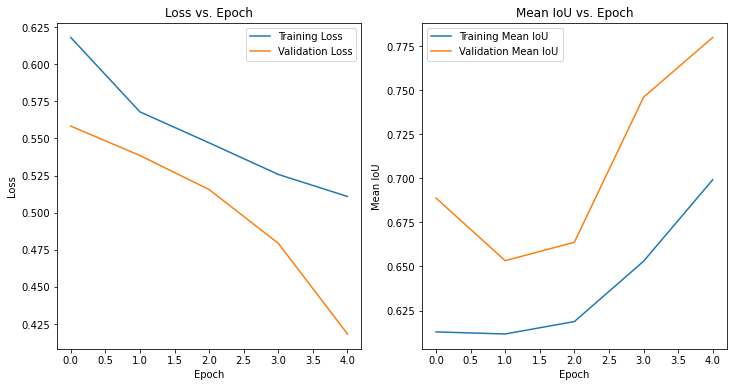 Loss vs. Epoch
Training Loss
Validation Loss
0.625
0.600
0.575
0.550
0.525
0.500
0.475
0.450
0.425
Loss
0.0 0.5 1.0 1.5 2.0 2.5 3.0 3.5 4.0
Epoch
Mean IoU vs. Epoch
Training Mean IoU
Validation Mean IoU
0.775
0.750
0.725
0.700
0.675
0.650
0.625
Mean IoU
0.0 0.5 1.0 1.5 2.0 2.5 3.0 3.5 4.0
Epoch